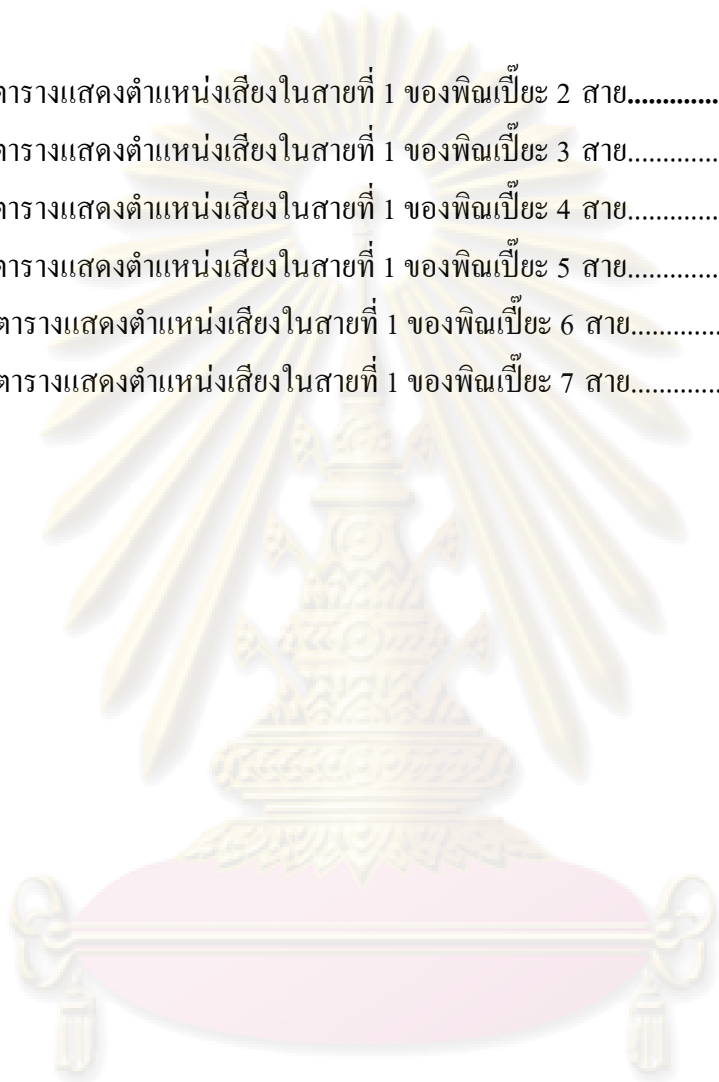 ตารางแสดงตำแหน่งเสียงในสายที่ 1 ของพิณเปี๊ยะ 2 สาย.............
ตารางแสดงตำแหน่งเสียงในสายที่ 1 ของพิณเปี๊ยะ 3 สาย.............
ตารางแสดงตำแหน่งเสียงในสายที่ 1 ของพิณเปี๊ยะ 4 สาย.............
ตารางแสดงตำแหน่งเสียงในสายที่ 1 ของพิณเปี๊ยะ 5 สาย.............
ตารางแสดงตำแหน่งเสียงในสายที่ 1 ของพิณเปี๊ยะ 6 สาย.............
ตารางแสดงตำแหน่งเสียงในสายที่ 1 ของพิณเปี๊ยะ 7 สาย.............